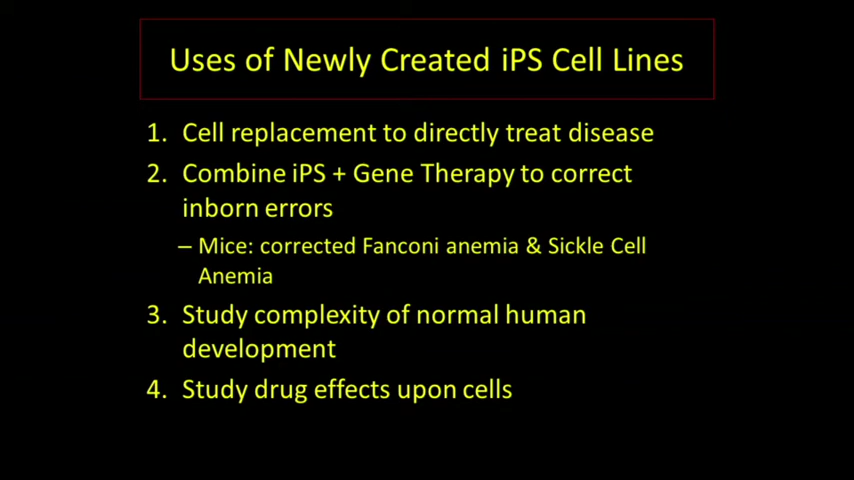 Uses of Newly Created iPS Cell Lines
1. Cell replacement to directly treat disease
2. Combine iPS + Gene Therapy to correct
inborn errors
– Mice: corrected Fanconi anemia & Sickle Cell
Anemia
3. Study complexity of normal human
development
4. Study drug effects upon cells